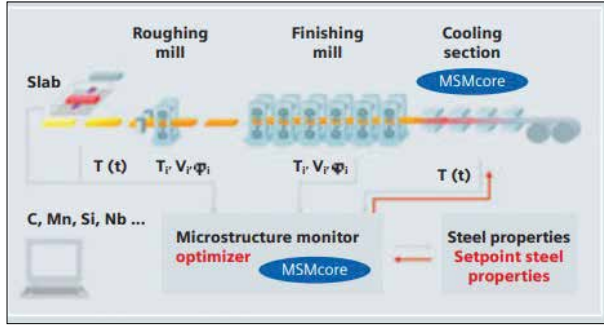 Roughing
mill
Finishing
mill
Cooling
section
MSMcore
Slab
T (t)
Ti, Vi, φi
Ti, Vi, φi
T (t)
C, Mn, Si, Nb ...
Microstructure monitor
optimizer
MSMcore
Steel properties
Setpoint steel
properties